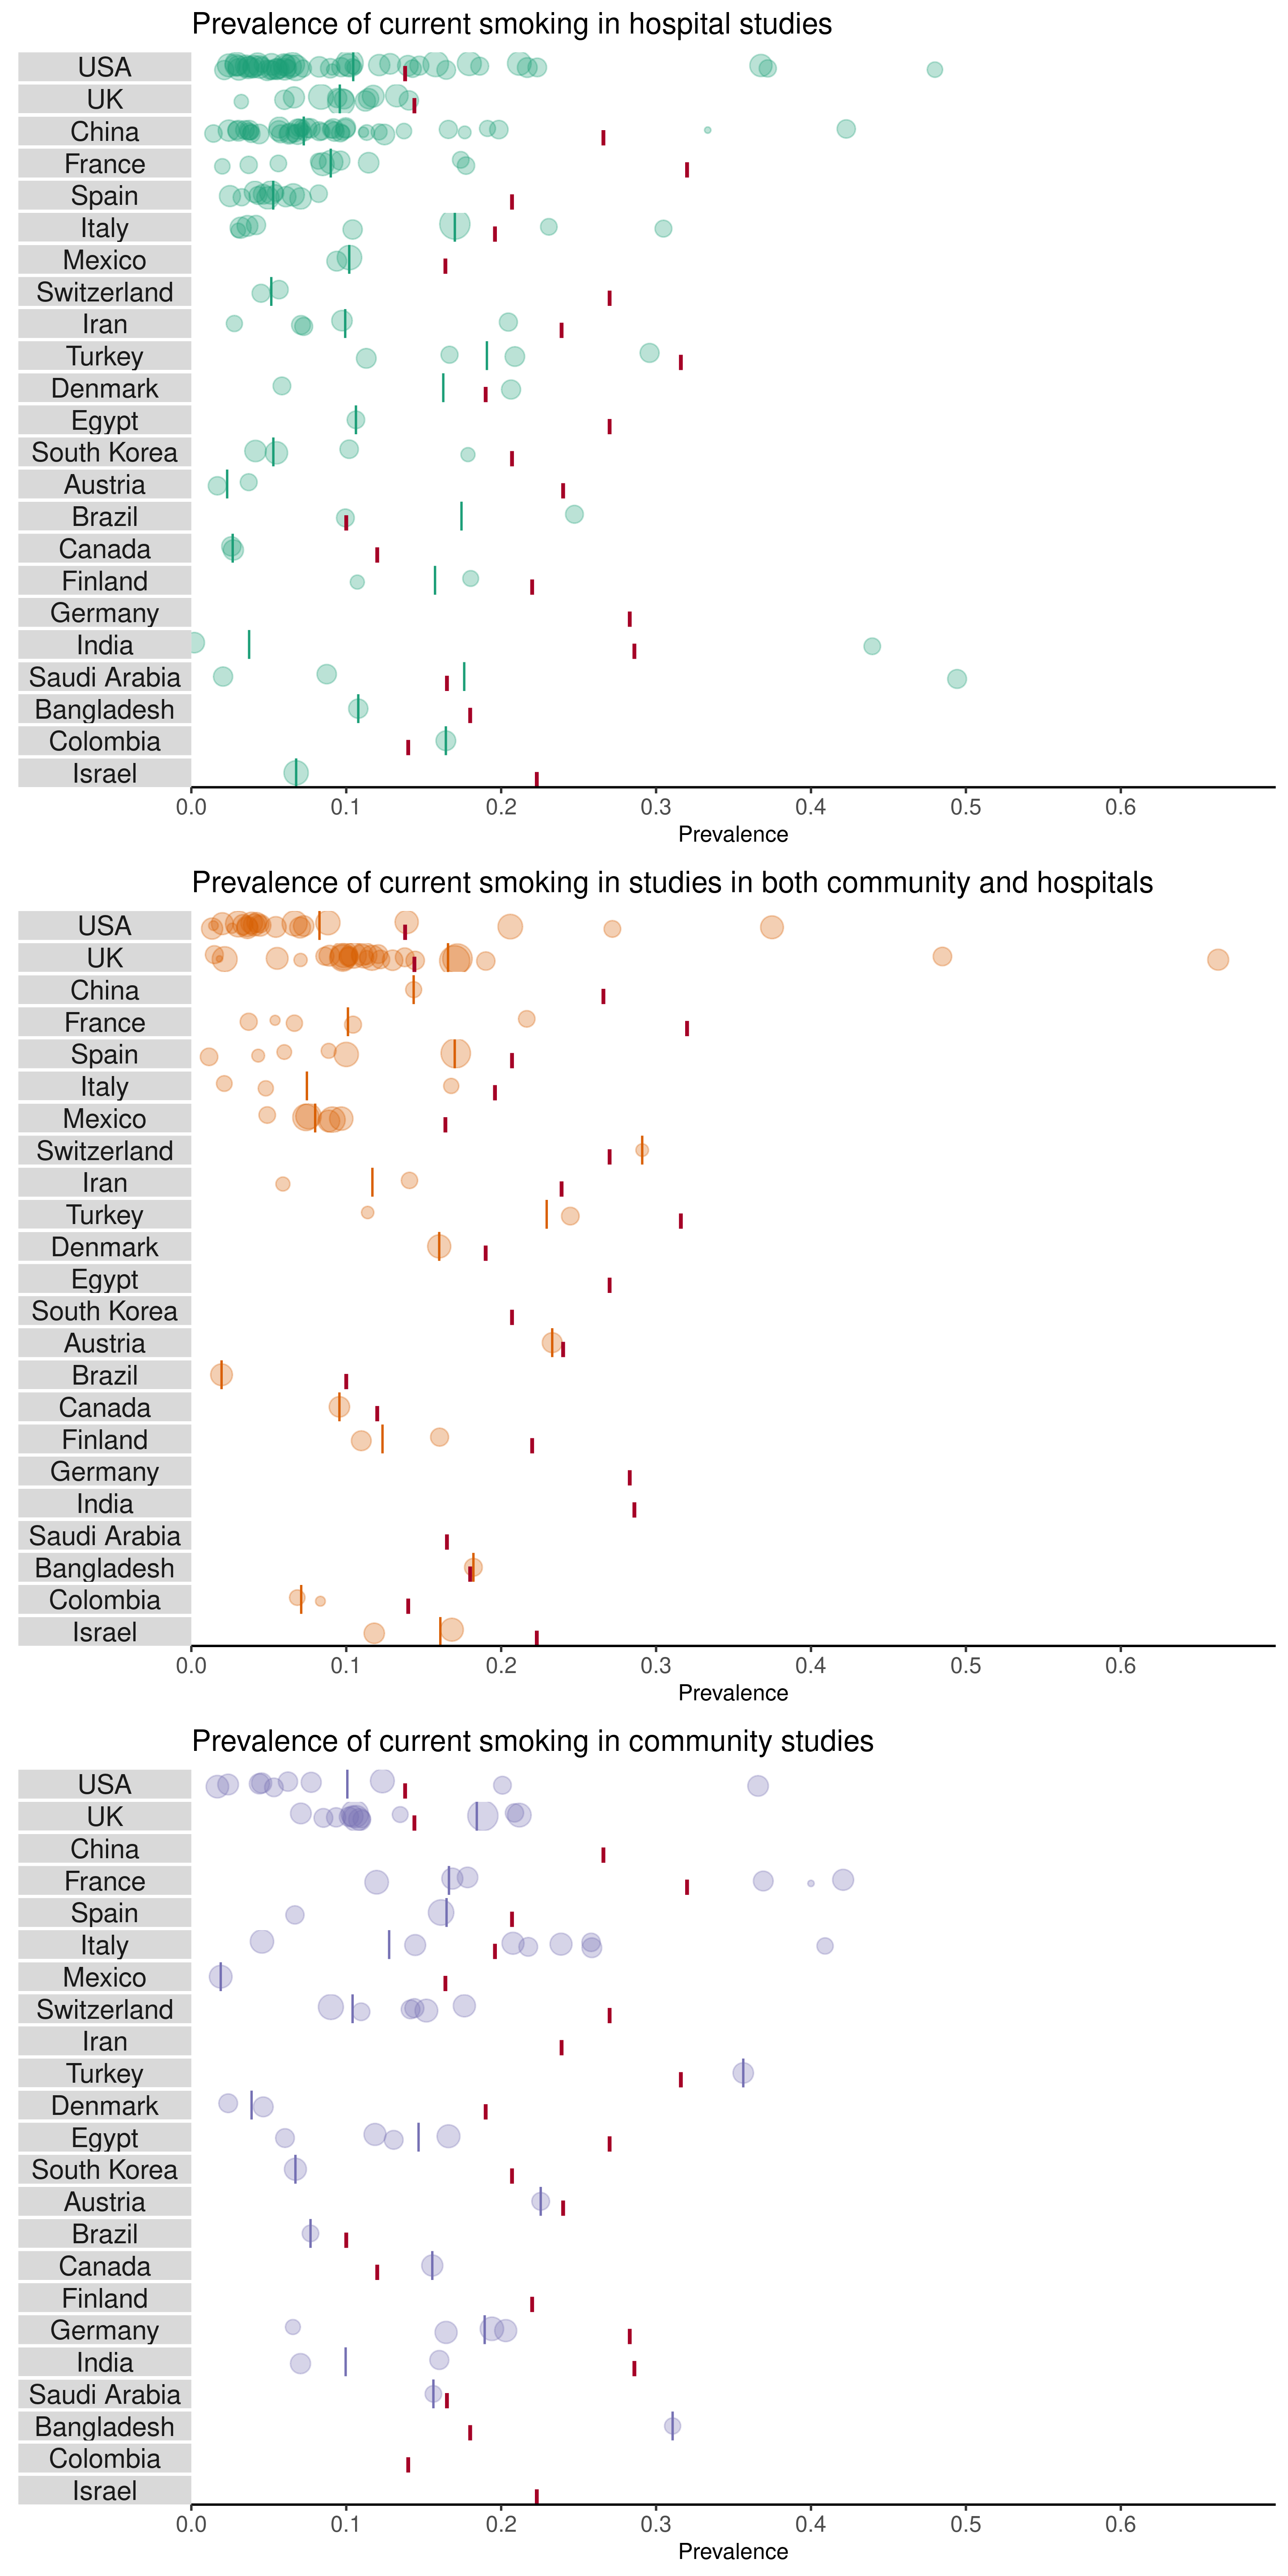 Prevalence of current smoking in hospital studies
USA
UK
China
France
Spain
Italy
Mexico
Switzerland
Iran
Turkey
Denmark
Egypt
South Korea
Austria
Brazil
Canada
Finland
Germany
India
Saudi Arabia
Bangladesh
Colombia
Israel
0.0 0.1 0.2 0.3 0.4 0.5 0.6
Prevalence
Prevalence of current smoking in studies in both community and hospitals
USA
UK
China
France
Spain
Italy
Mexico
Switzerland
Iran
Turkey
Denmark
Egypt
South Korea
Austria
Brazil
Canada
Finland
Germany
India
Saudi Arabia
Bangladesh
Colombia
Israel
0.0 0.1 0.2 0.3 0.4 0.5 0.6
Prevalence
Prevalence of current smoking in community studies
USA
UK
China
France
Spain
Italy
Mexico
Switzerland
Iran
Turkey
Denmark
Egypt
South Korea
Austria
Brazil
Canada
Finland
Germany
India
Saudi Arabia
Bangladesh
Colombia
Israel
0.0 0.1 0.2 0.3 0.4 0.5 0.6
Prevalence